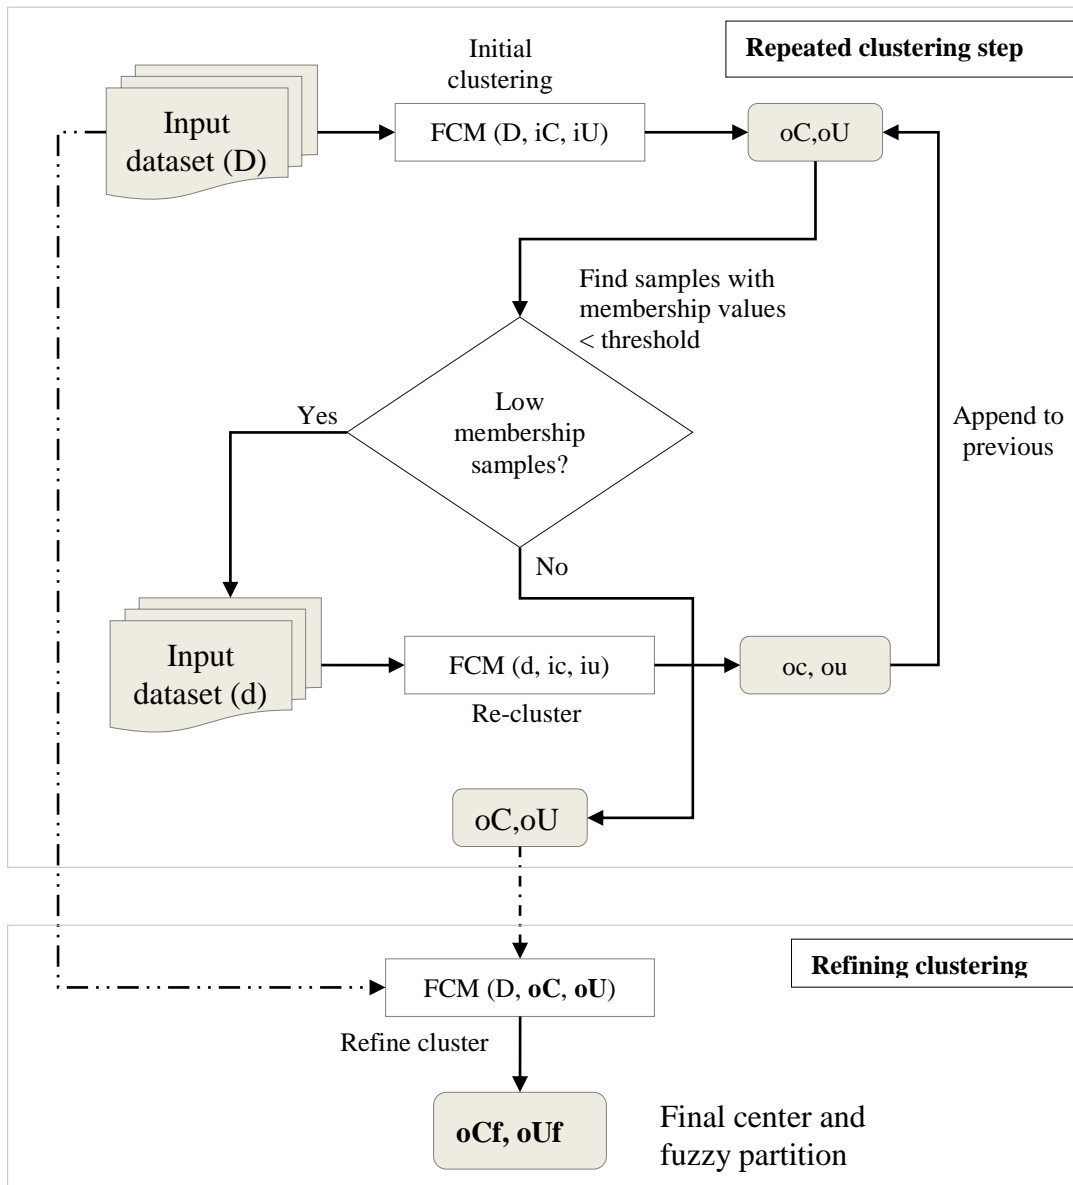 Initial
clustering
Repeated clustering step
Input
dataset (D)
FCM (D, iC, iU)
oC,oU
Find samples with
membership values
< threshold
Yes
Low
membership
samples?
Append to
previous
No
Input
dataset (d)
FCM (d, ic, iu)
oc, ou
Re-cluster
oC,oU
Refining clustering
FCM (D, oC, oU)
Refine cluster
oCf, oUf
Final center and
fuzzy partition